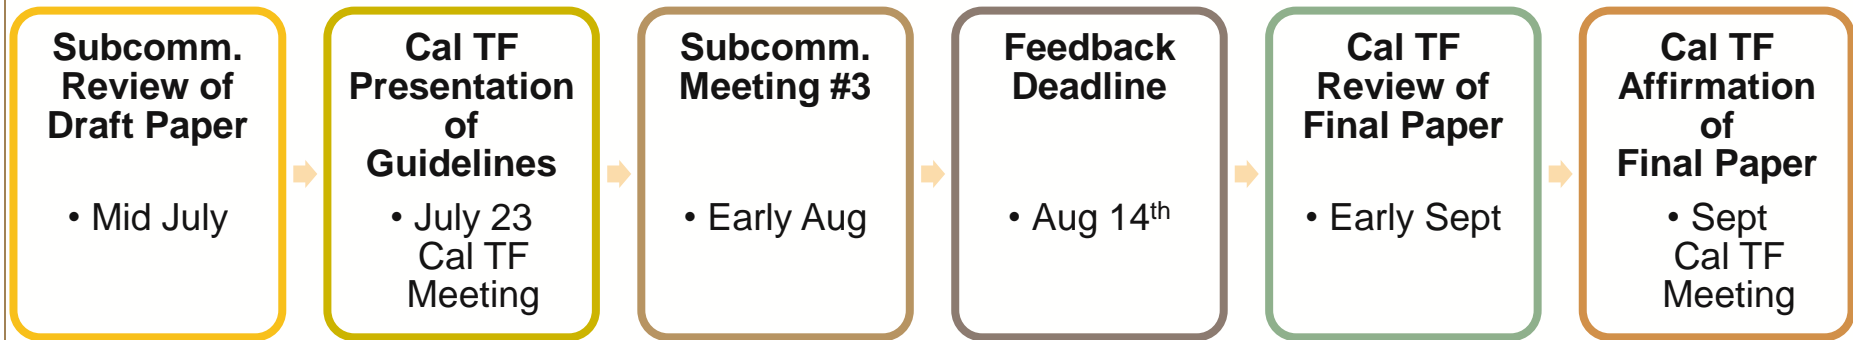 Subcomm.
Review of
Draft Paper
• Mid July
Cal TF
Presentation
of
Guidelines
• July 23
Cal TF
Meeting
Subcomm.
Meeting #3
• Early Aug
Feedback
Deadline
• Aug 14th
Cal TF
Review of
Final Paper
• Early Sept
Cal TF
Affirmation
of
Final Paper
• Sept
Cal TF
Meeting